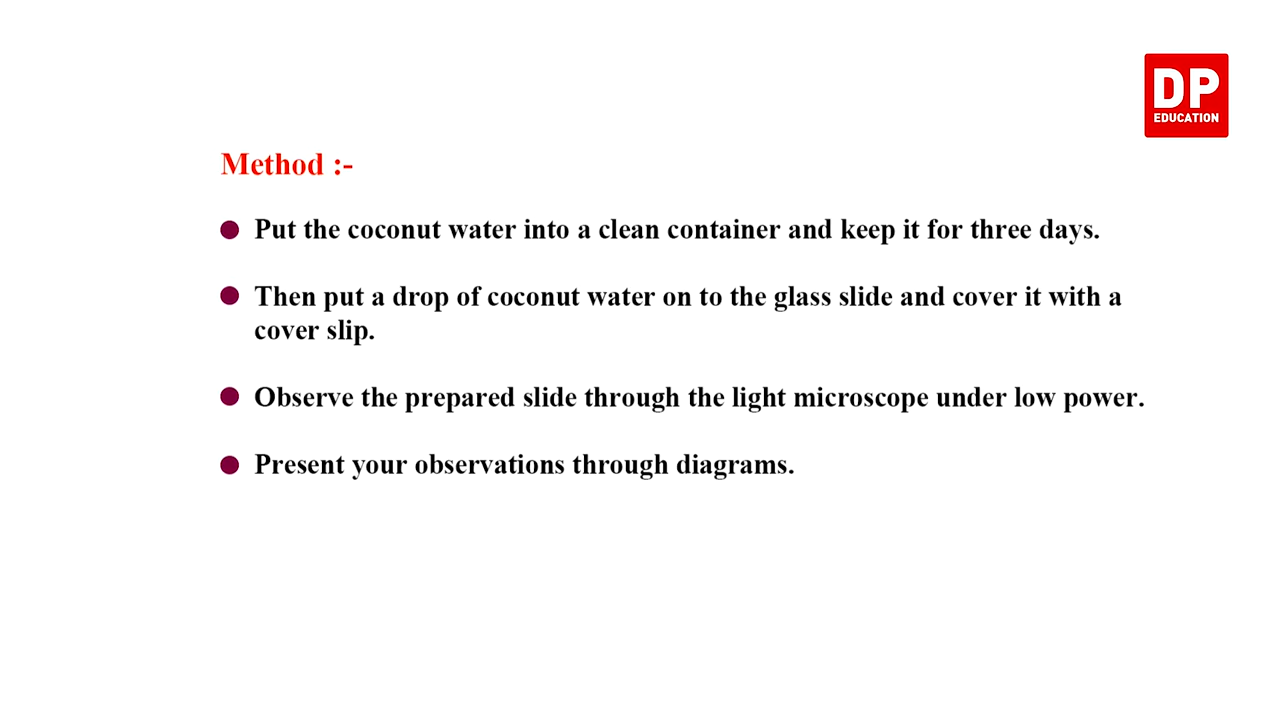 DP
EDUCATION
Method :-
Put the coconut water into a clean container and keep it for three days.
Then put a drop of coconut water on to the glass slide and cover it with a
cover slip.
Observe the prepared slide through the light microscope under low power.
Present your observations through diagrams.